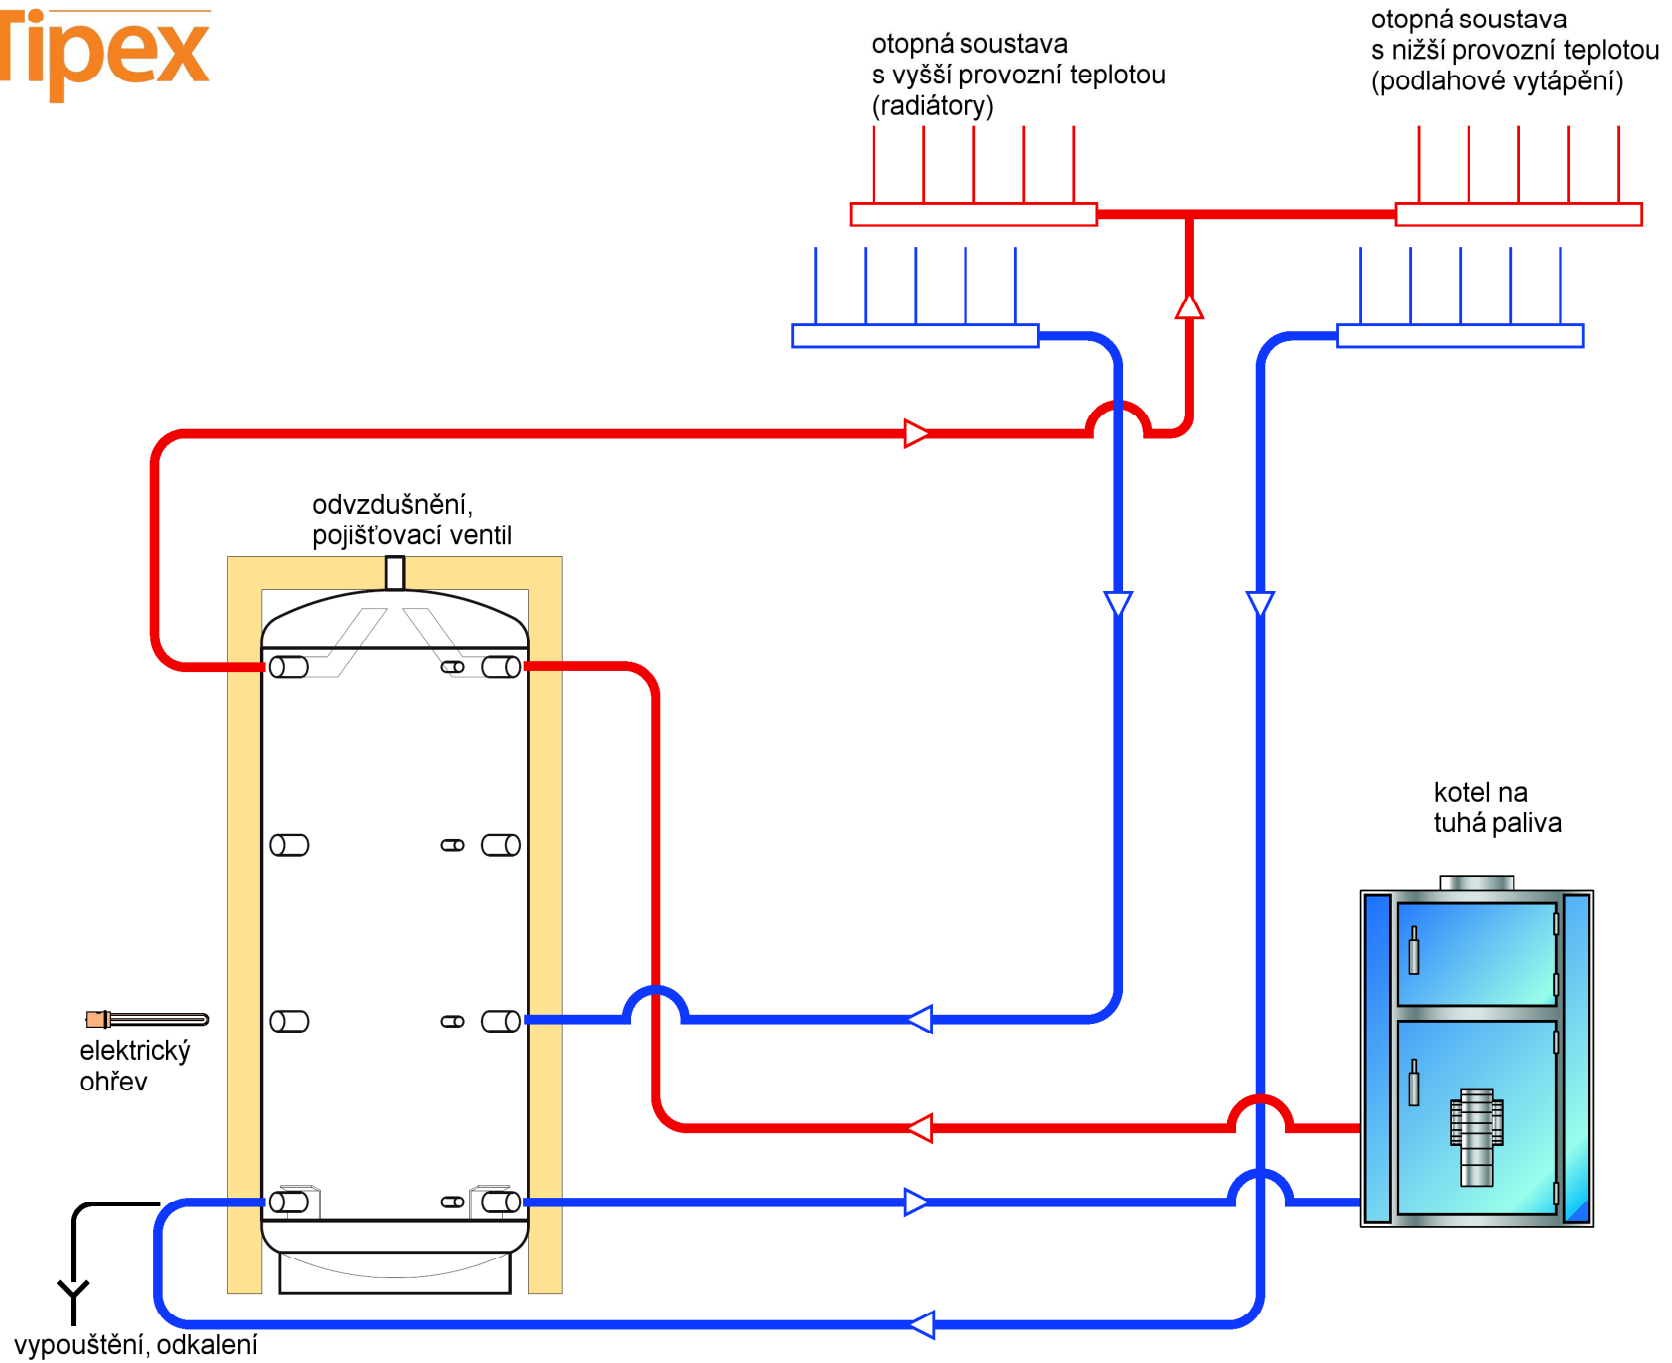 Tipex
otopná soustava
s vyšší provozní teplotou
(radiátory)
otopná soustava
s nižší provozní teplotou
(podlahové vytápění)
odvzdušnění,
pojišťovací ventil
kotel na
tuhá paliva
elektrický
ohřev
vypouštění, odkalení